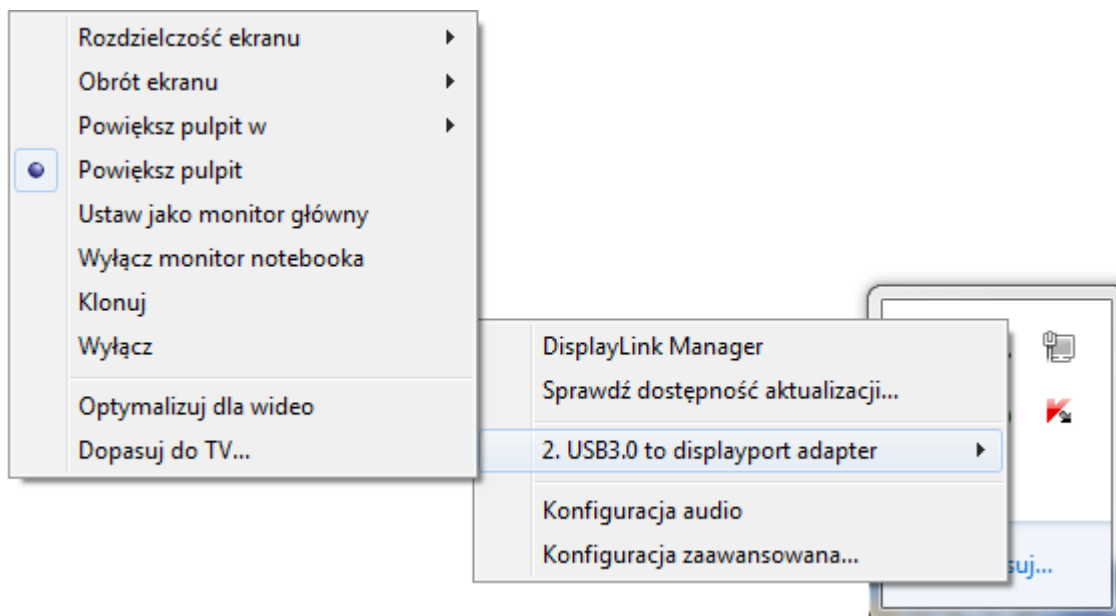 Rozdzielczość ekranu
Obrót ekranu
Powiększ pulpit w
Powiększ pulpit
Ustaw jako monitor główny
Wyłącz monitor notebooka
Klonuj
Wyłącz
Optymalizuj dla wideo
Dopasuj do TV...
DisplayLink Manager
Sprawdź dostępność aktualizacji...
2. USB3.0 to displayport adapter
Konfiguracja audio
Konfiguracja zaawansowana...